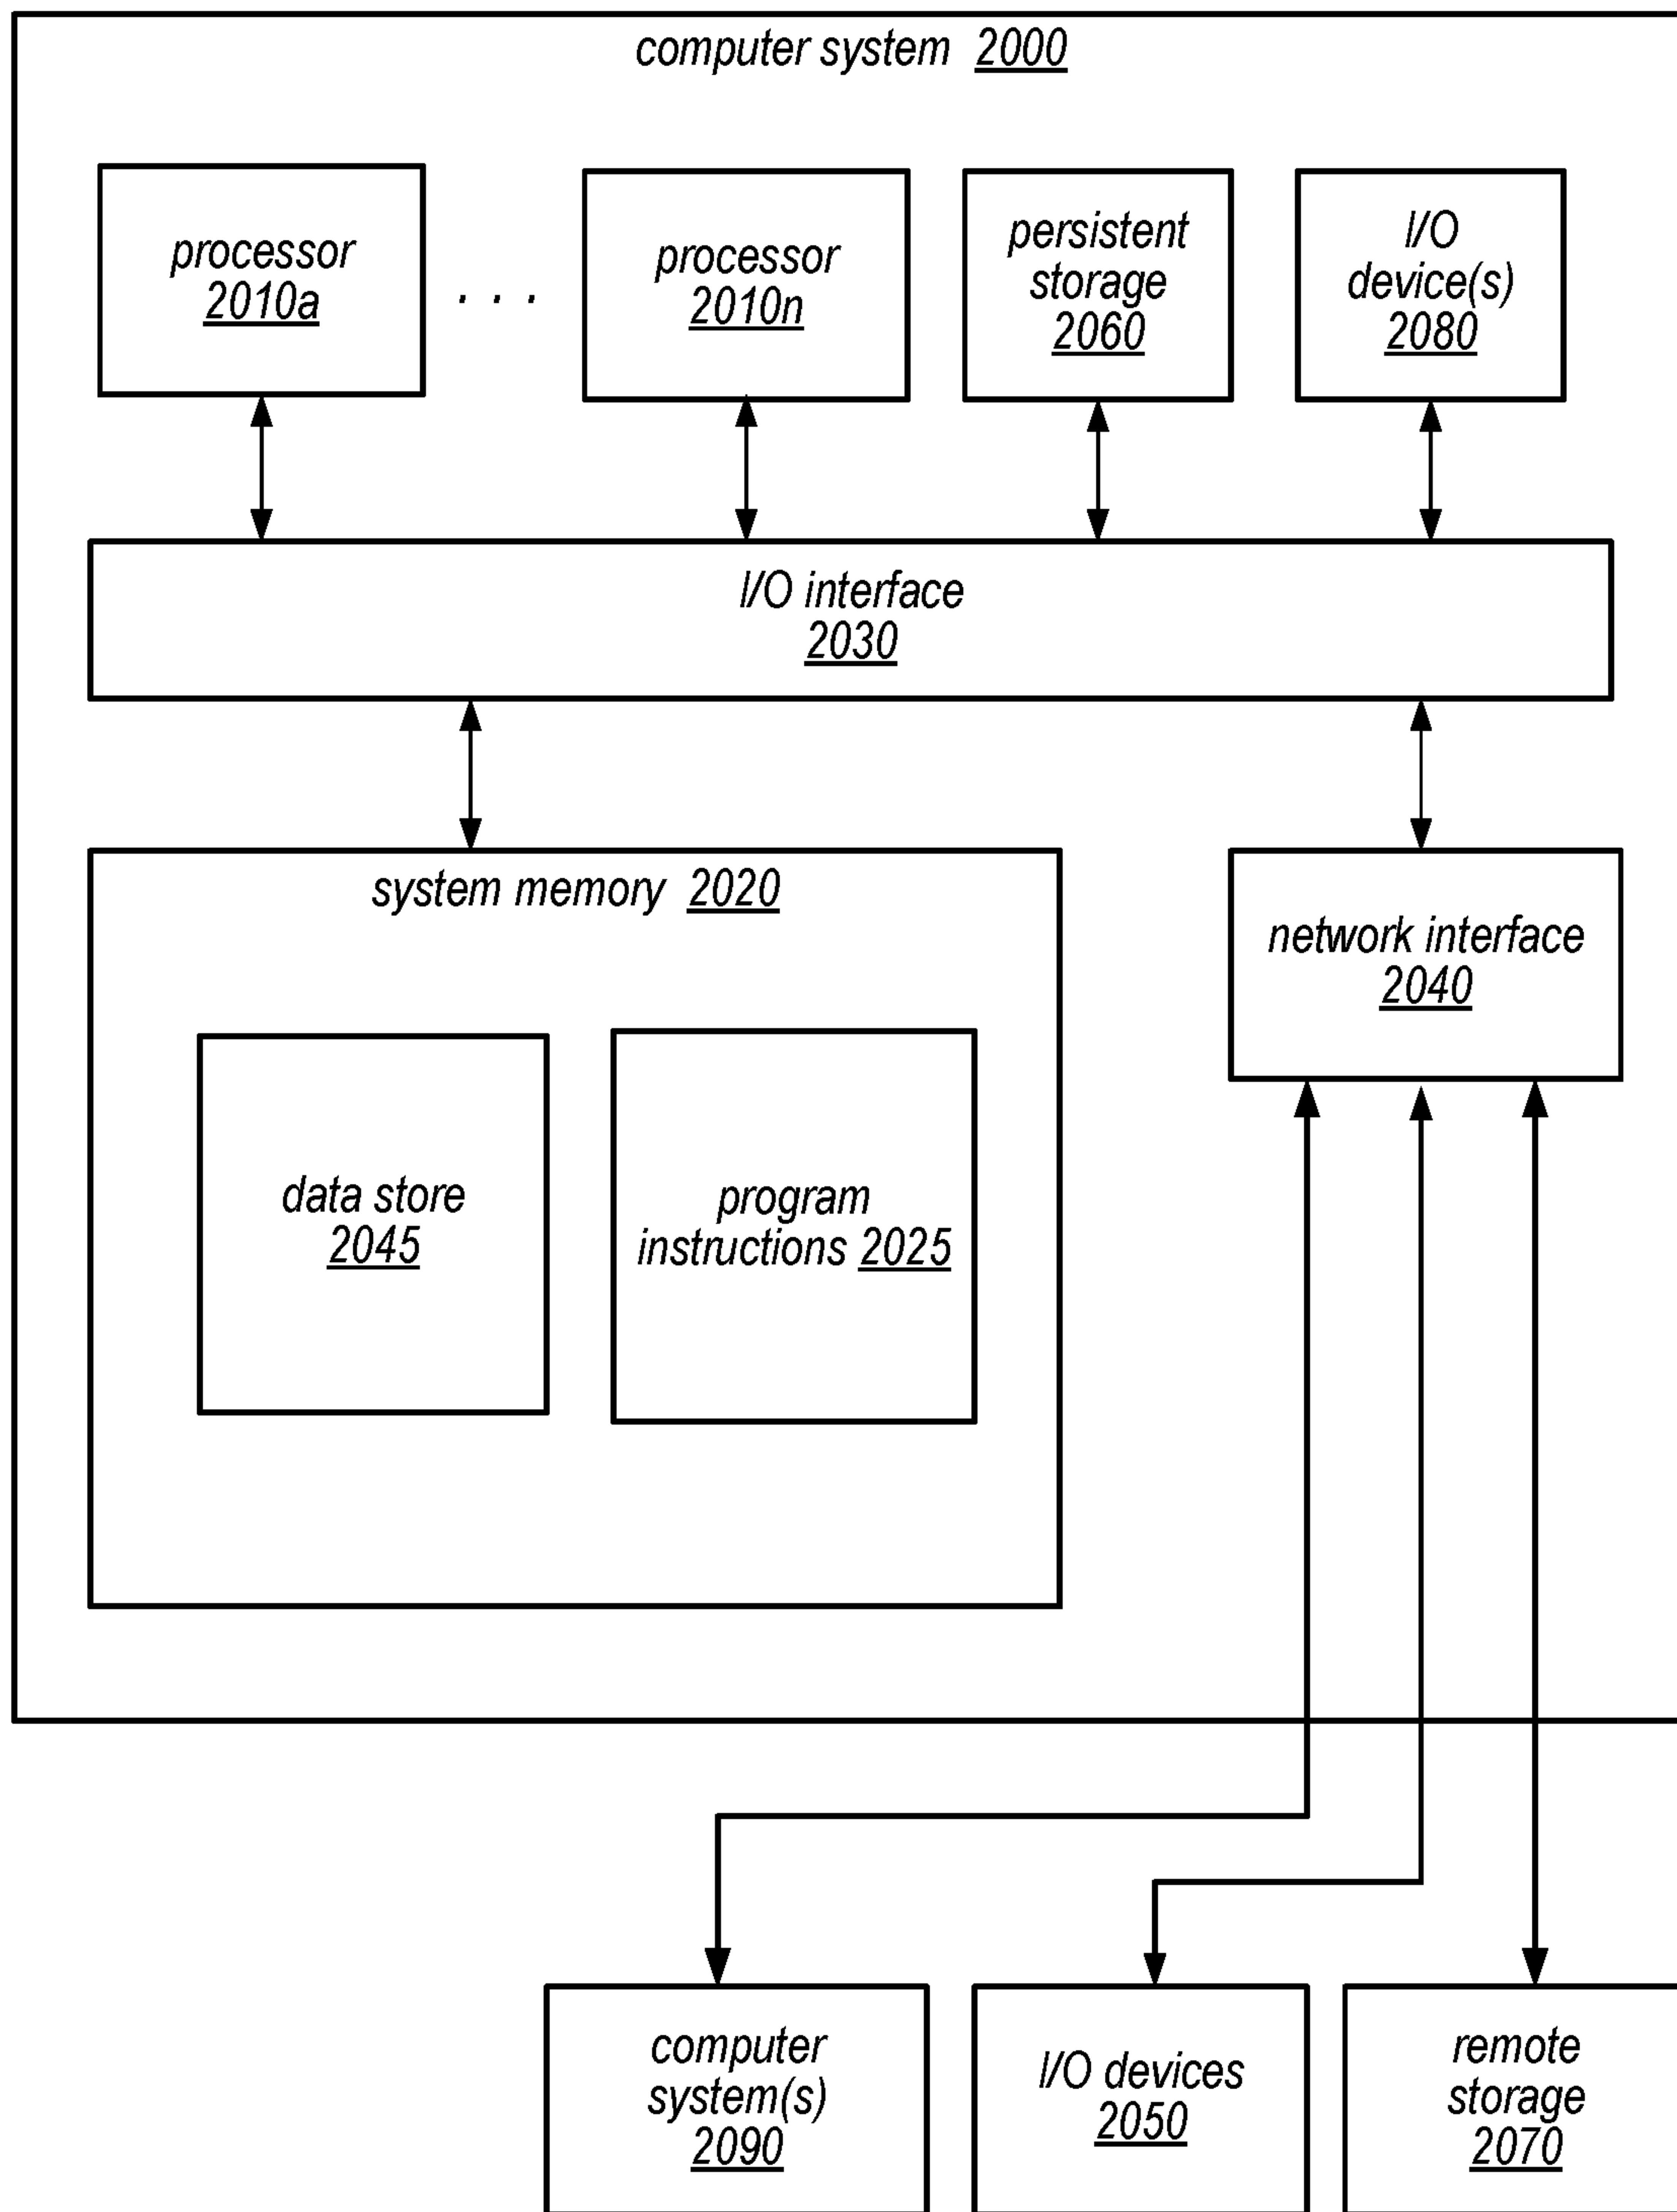 computer system 2000
processor
2010a
. . .
processor
2010n
persistent
storage
2060
I/O
device(s)
2080
I/O interface
2030
system memory 2020
network interface
2040
data store
2045
program
instructions 2025
computer
system(s)
2090
I/O devices
2050
remote
storage
2070